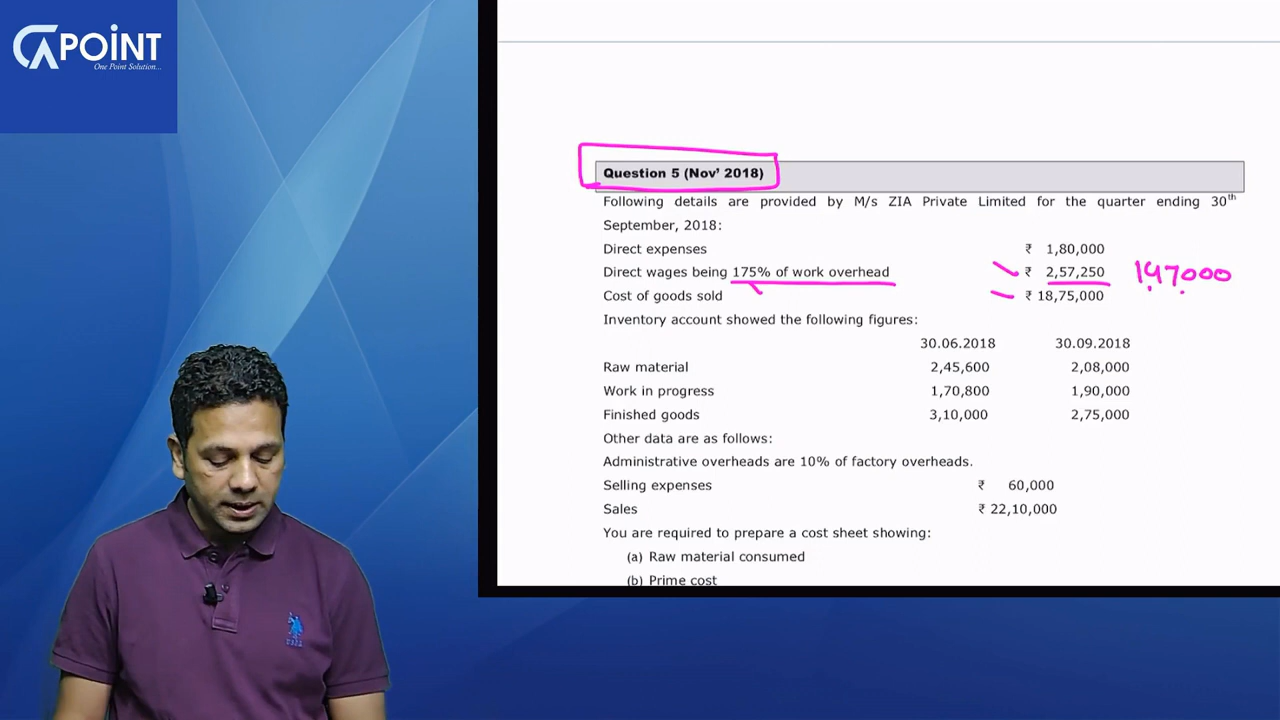 CAPOINT
One Point Solution...
Question 5 (Nov' 2018)
Following details are provided by M/s ZIA Private Limited for the quarter ending 30th
September, 2018:
Direct expenses ₹ 1,80,000
Direct wages being 175% of work overhead ₹ 2,57,250 147000
Cost of goods sold ₹ 18,75,000
Inventory account showed the following figures:
30.06.2018 30.09.2018
Raw material 2,45,600 2,08,000
Work in progress 1,70,800 1,90,000
Finished goods 3,10,000 2,75,000
Other data are as follows:
Administrative overheads are 10% of factory overheads.
Selling expenses ₹ 60,000
Sales ₹ 22,10,000
You are required to prepare a cost sheet showing:
(a) Raw material consumed
(b) Prime cost